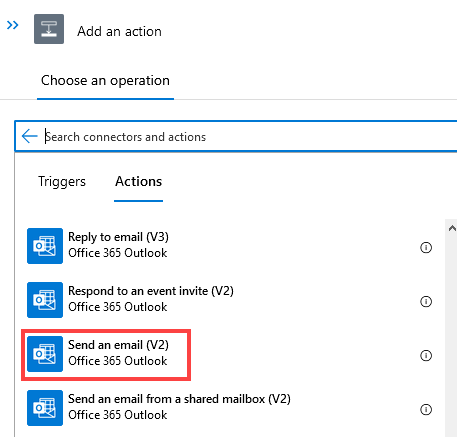 Add an action
Choose an operation
Search connectors and actions
Triggers
Actions
Reply to email (V3)
Office 365 Outlook
Respond to an event invite (V2)
Office 365 Outlook
Send an email (V2)
Office 365 Outlook
Send an email from a shared mailbox (V2)
Office 365 Outlook